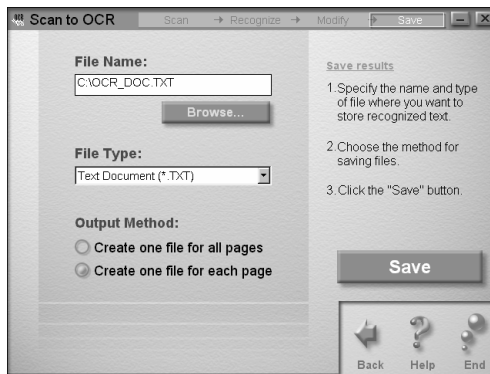 Scan to OCR
Scan → Recognize → Modify → Save
File Name:
C:\OCR_DOC.TXT
Browse...
File Type:
Text Document (*.TXT)
Output Method:
Create one file for all pages
Create one file for each page
Save results
1. Specify the name and type
of file where you want to
store recognized text.
2. Choose the method for
saving files.
3. Click the "Save" button.
Save
Back Help End